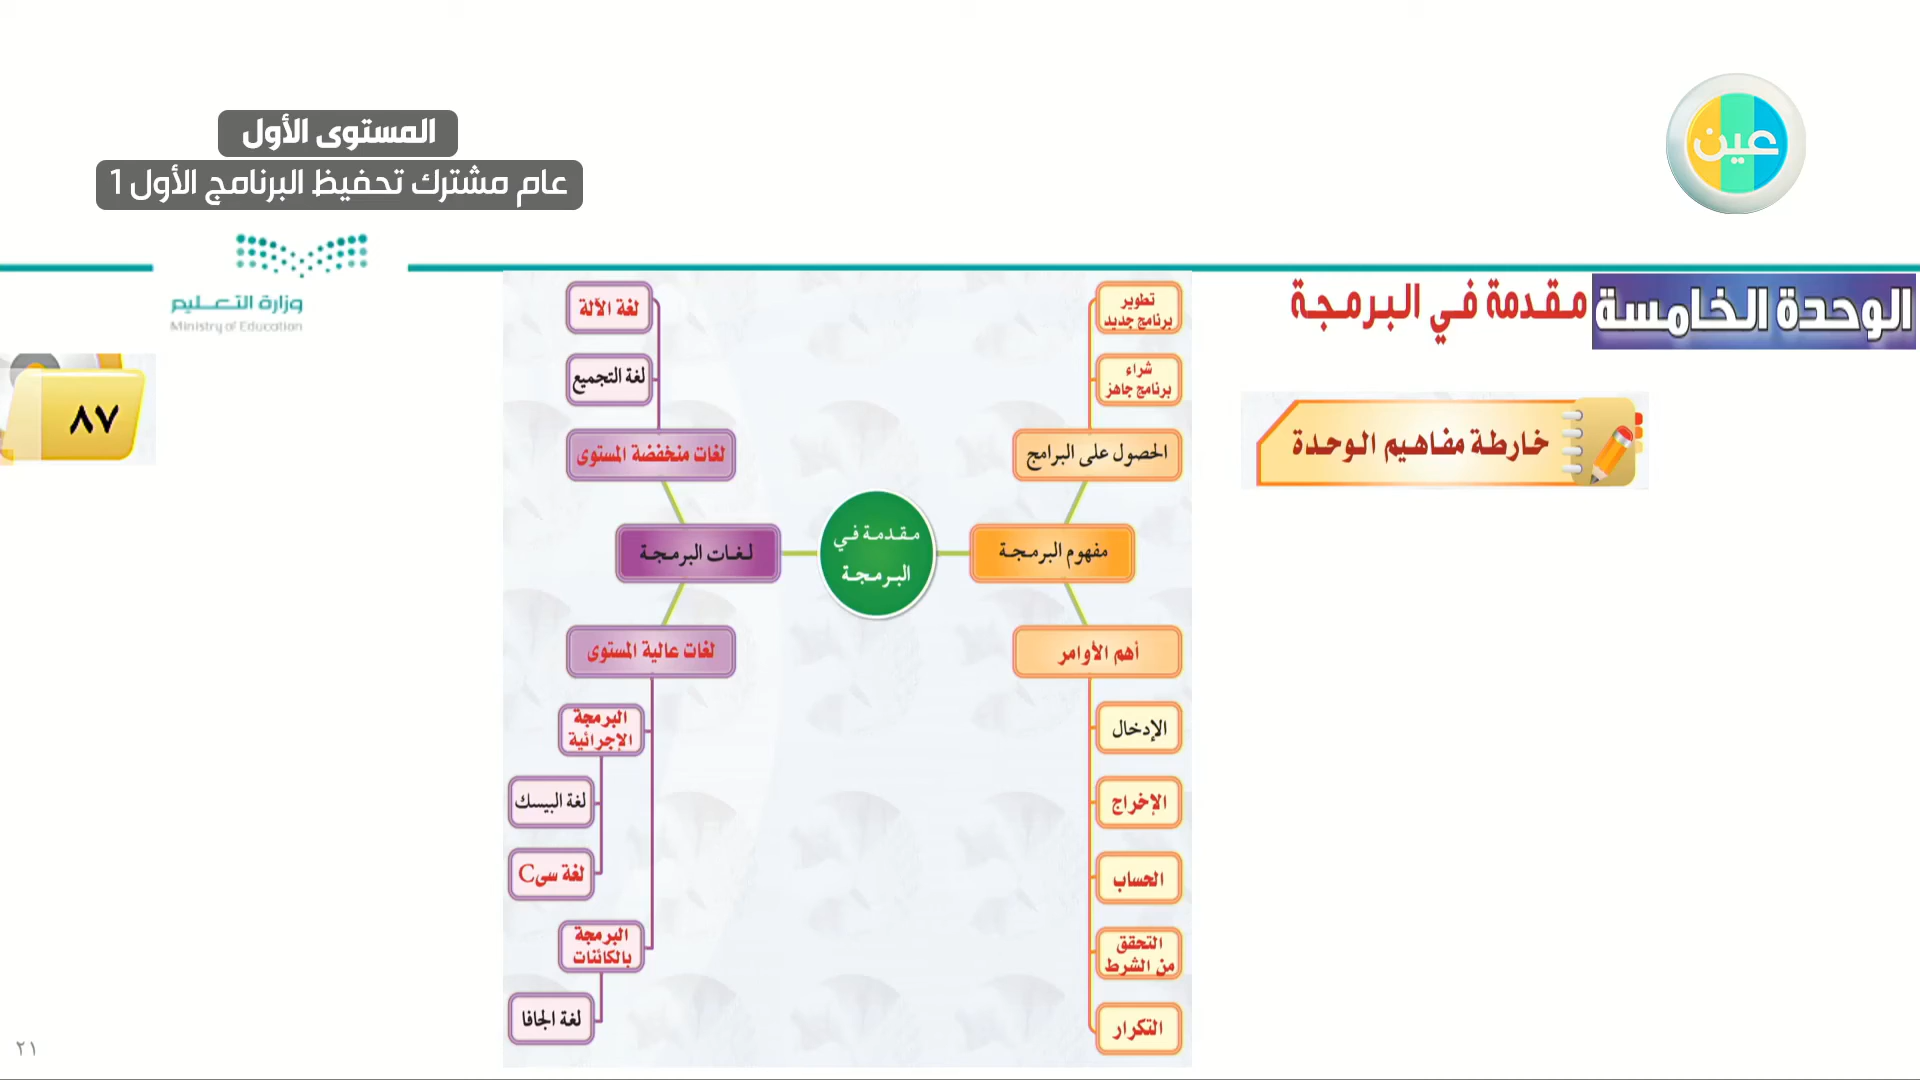 المستوى الأول
عام مشترك تحفيظ البرنامج الأول 1
عين
وزارة التعليم
Ministry of Education
الوحدة الخامسة
مقدمة في البرمجة
خارطة مفاهيم الوحدة
٨٧
مقدمة في
البرمجة
مفهوم البرمجة
الحصول على البرامج
تطوير
برنامج جديد
شراء
برنامج جاهز
أهم الأوامر
الإدخال
الإخراج
الحساب
التحقق
من الشرط
التكرار
لغات البرمجة
لغات منخفضة المستوى
لغة الآلة
لغة التجميع
لغات عالية المستوى
البرمجة
الإجرائية
لغة البيسك
لغة سىC
البرمجة
بالكائنات
لغة الجافا
٢١